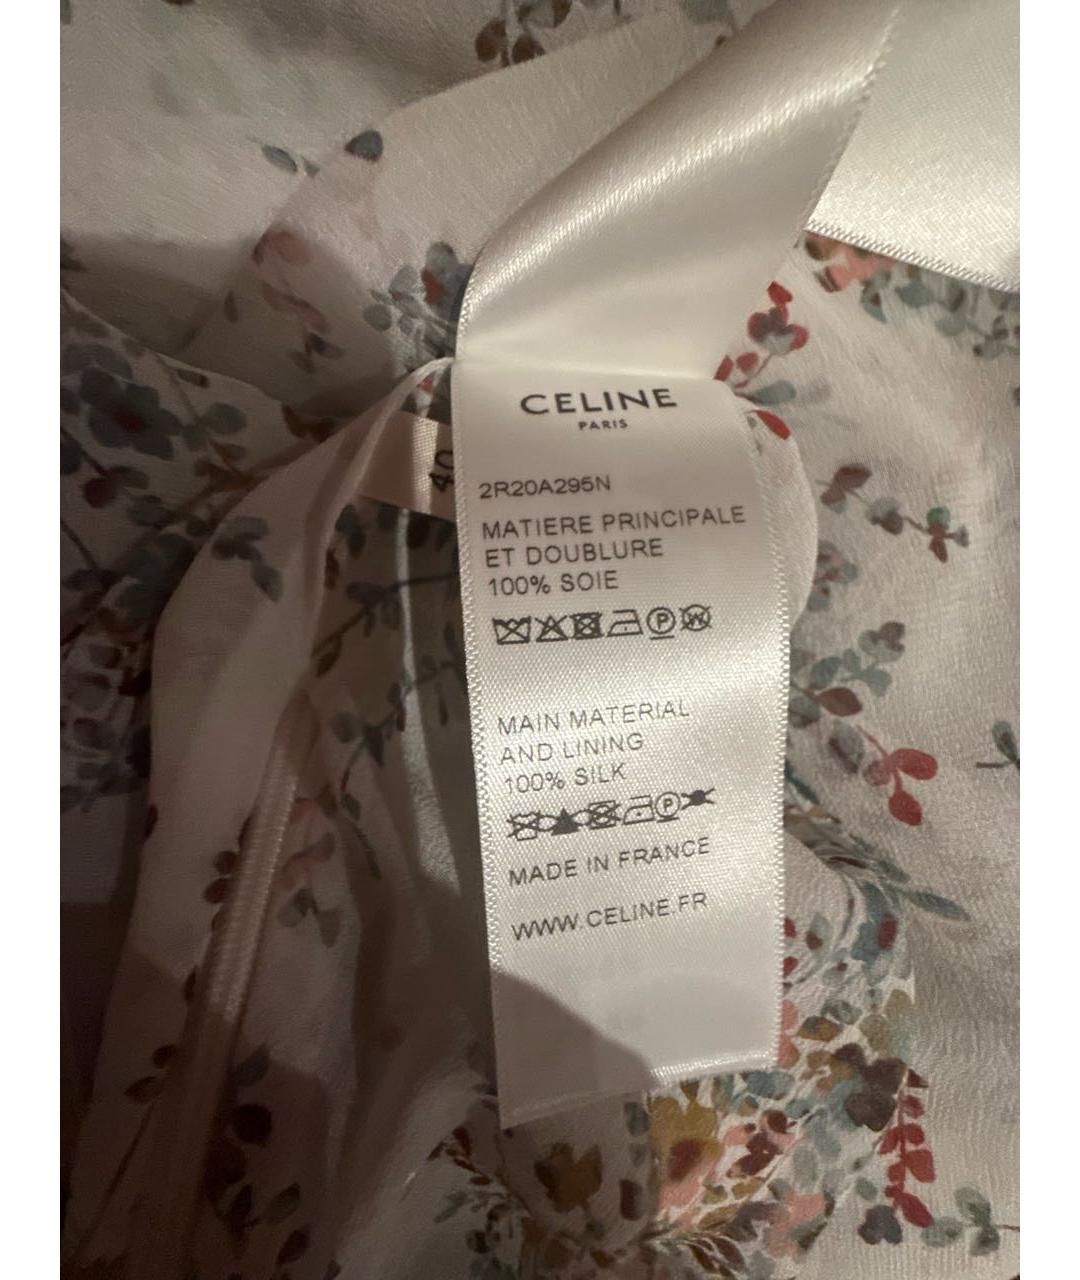 CELINE
PARIS
40
2R20A295N
MATIERE PRINCIPALE
ET DOUBLURE
100% SOIE
P W
MAIN MATERIAL
AND LINING
100% SILK
P
MADE IN FRANCE
WWW.CELINE.FR